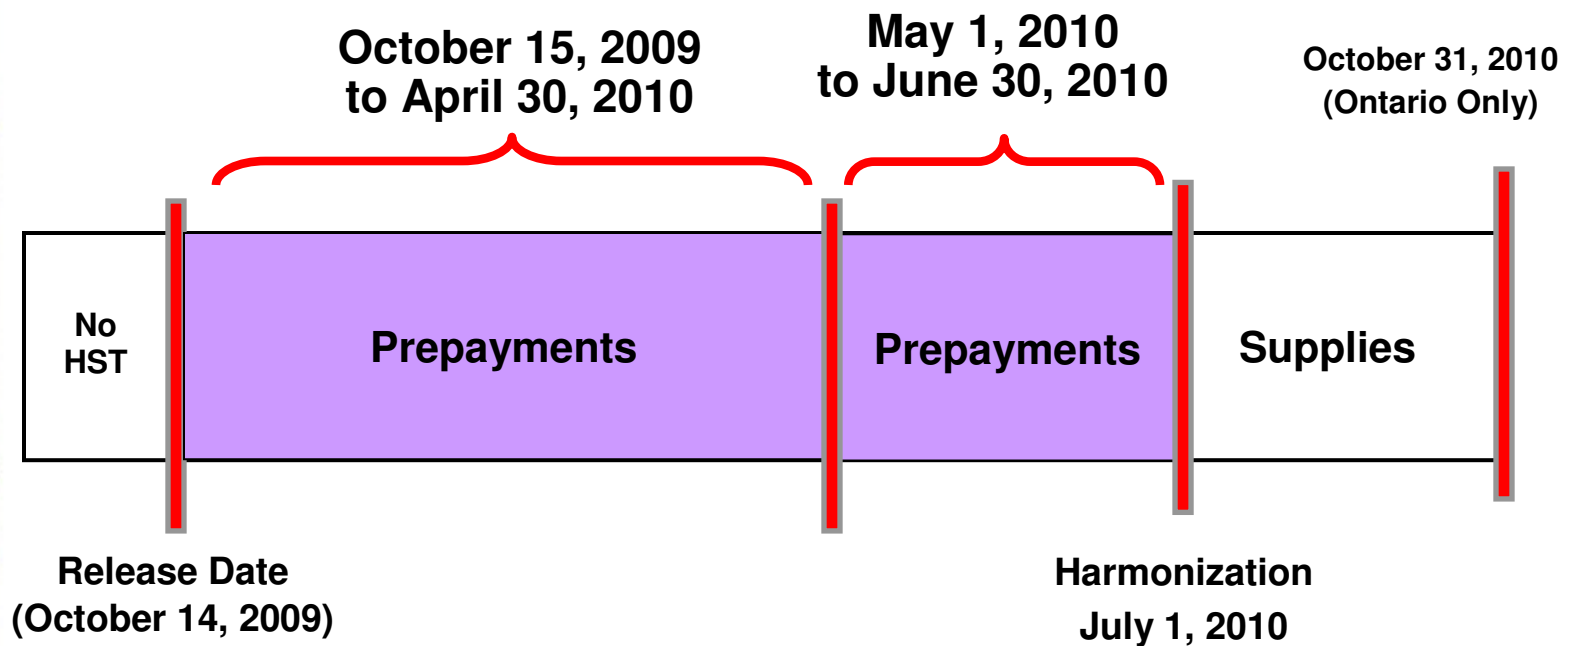 October 15, 2009
to April 30, 2010
May 1, 2010
to June 30, 2010
October 31, 2010
(Ontario Only)
No
HST
Prepayments
Prepayments
Supplies
Release Date
(October 14, 2009)
Harmonization
July 1, 2010